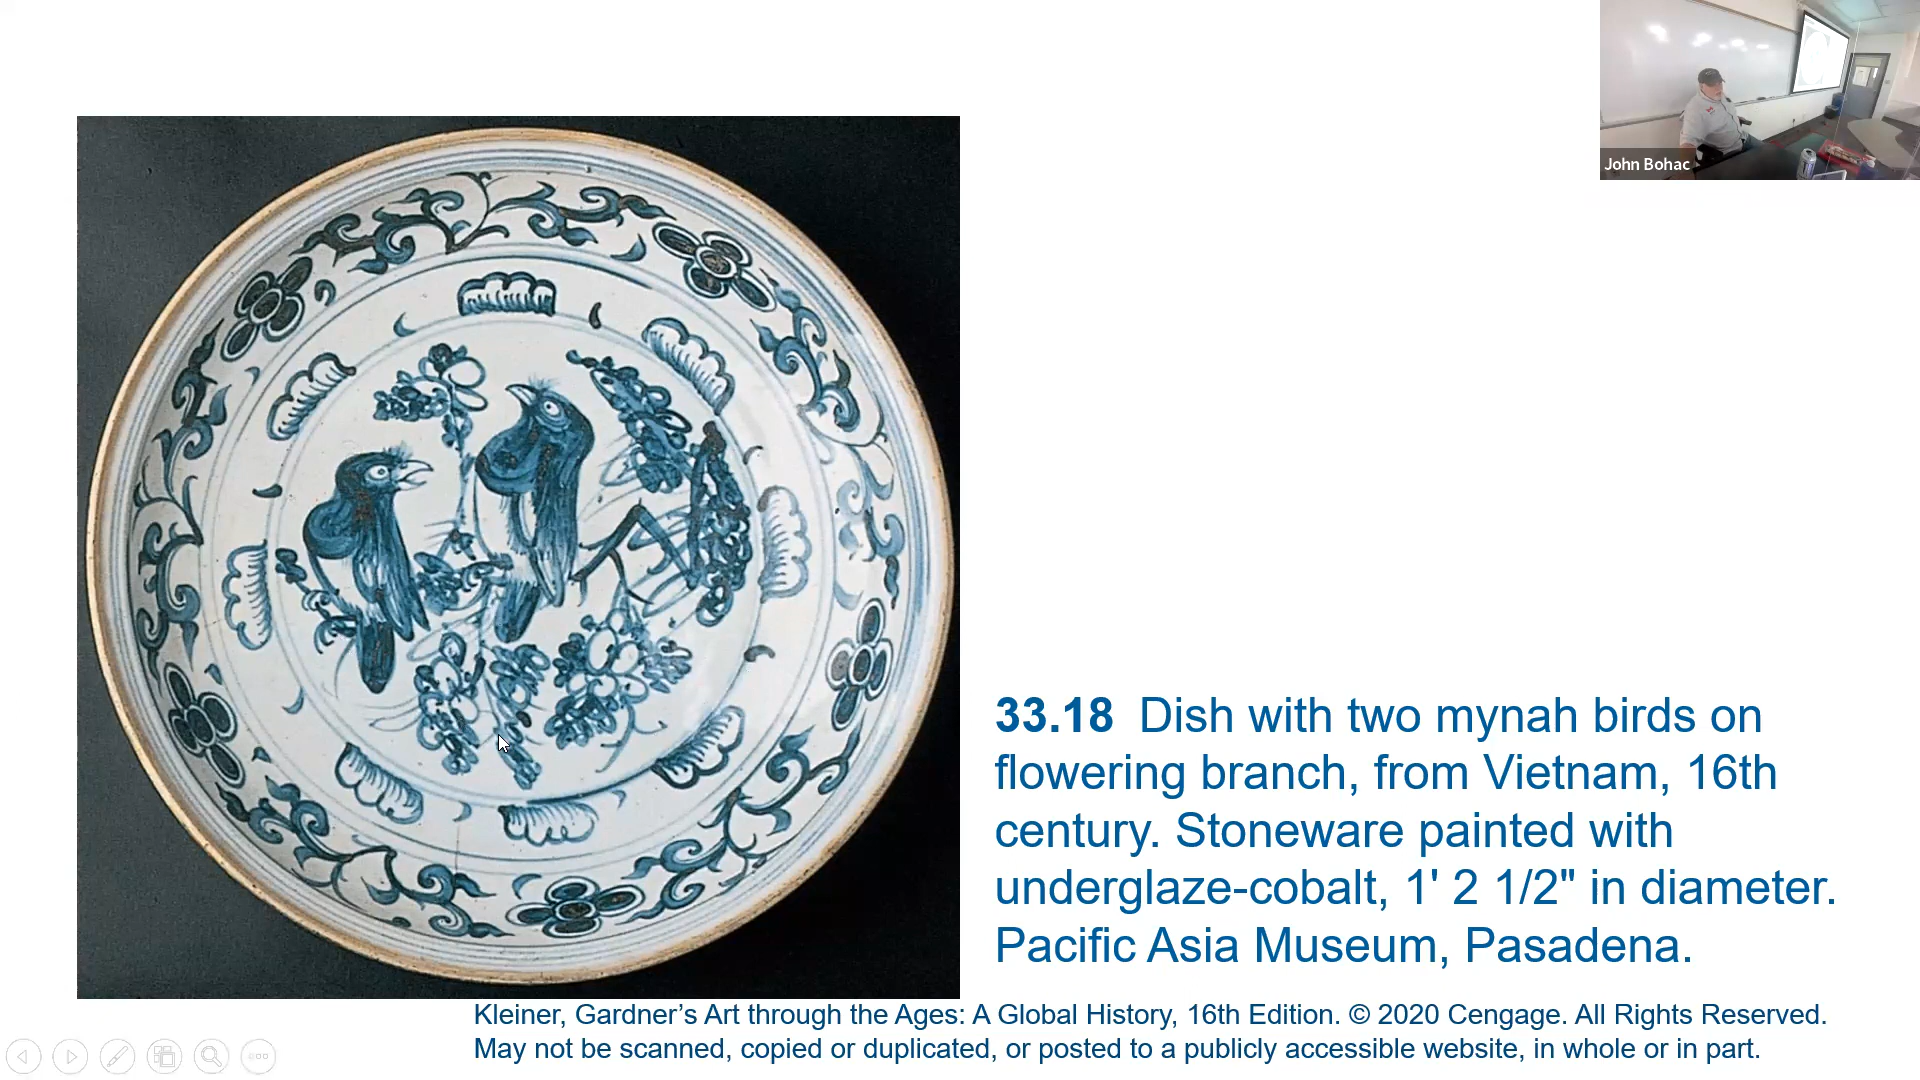 John Bohac
33.18 Dish with two mynah birds on
flowering branch, from Vietnam, 16th
century. Stoneware painted with
underglaze-cobalt, 1' 2 1/2" in diameter.
Pacific Asia Museum, Pasadena.
Kleiner, Gardner’s Art through the Ages: A Global History, 16th Edition. © 2020 Cengage. All Rights Reserved.
May not be scanned, copied or duplicated, or posted to a publicly accessible website, in whole or in part.